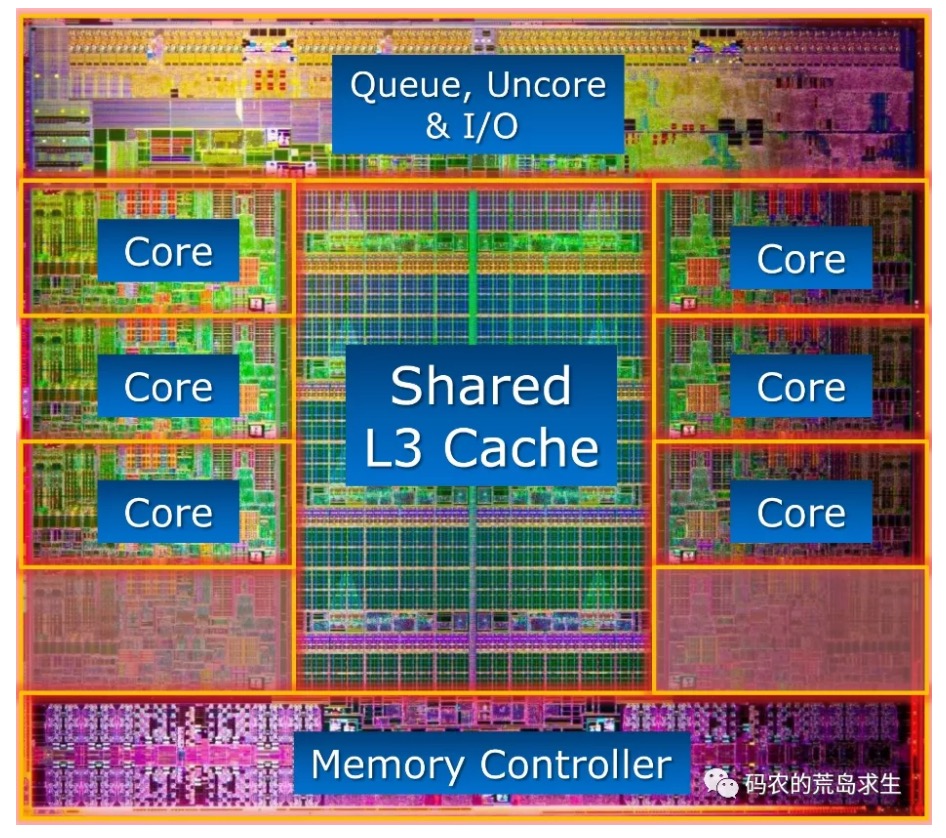 Queue, Uncore
& I/O
Core
Core
Shared
L3 Cache
Core
Core
Core
Core
Memory Controller
码农的荒岛求生